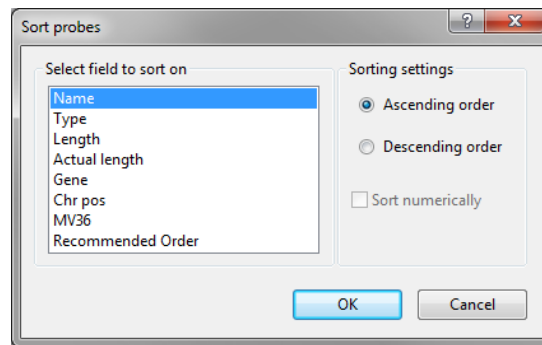 Sort probes
Select field to sort on
Name
Type
Length
Actual length
Gene
Chr pos
MV36
Recommended Order
Sorting settings
Ascending order
Descending order
Sort numerically
OK
Cancel